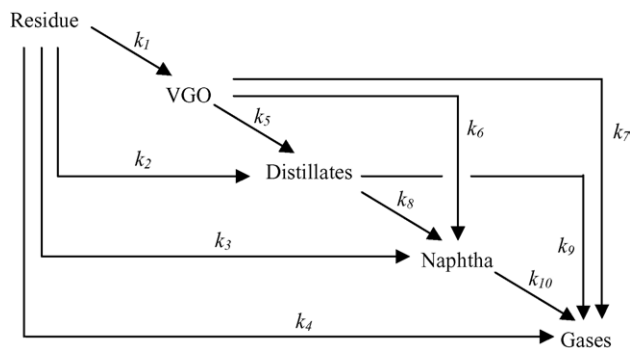 Residue
k1
VGO
k5
k6
k7
k2
Distillates
k8
k3
Naphtha
k9
k10
k4
Gases